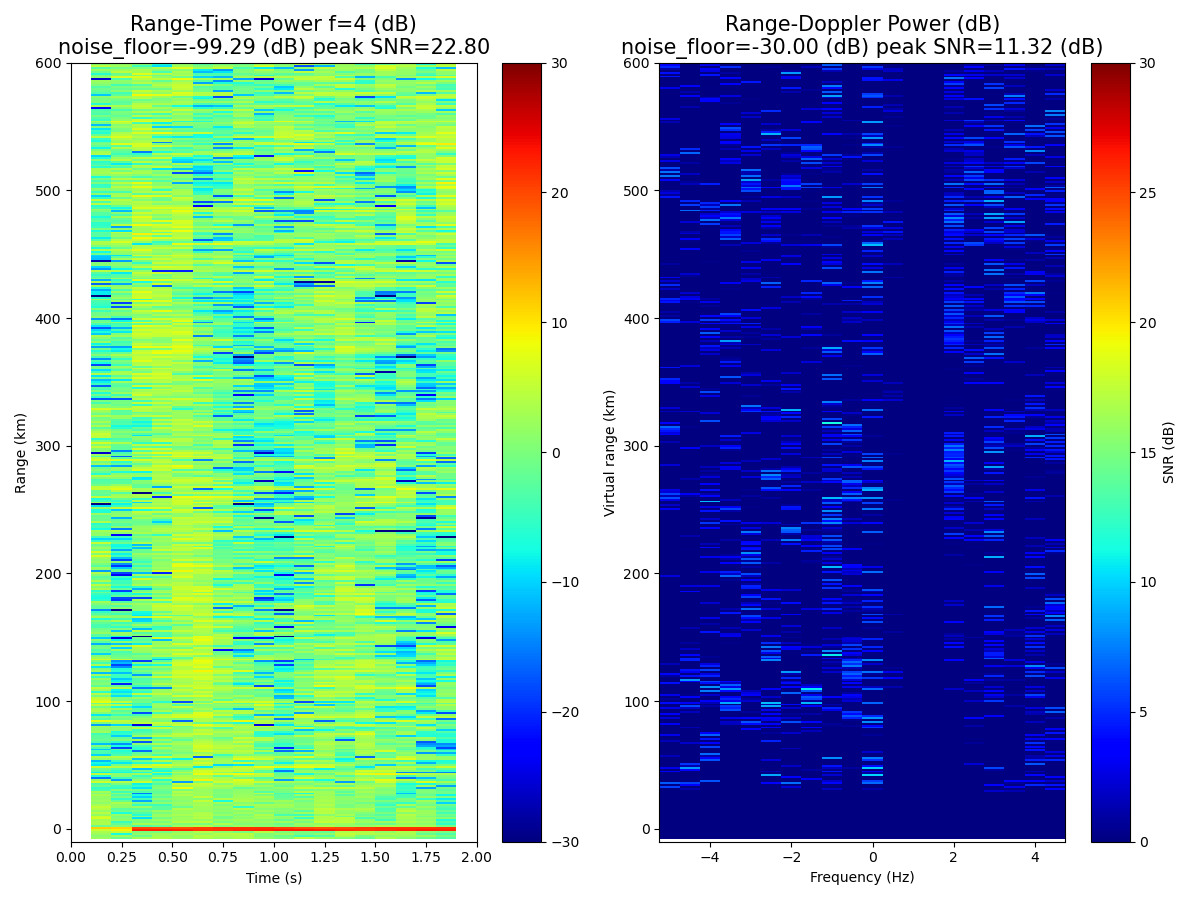 Range-Time Power f=4 (dB)
noise_floor=-99.29 (dB) peak SNR=22.80
Range-Doppler Power (dB)
noise_floor=-30.00 (dB) peak SNR=11.32 (dB)
600
500
400
300
200
100
0
Range (km)
0.00 0.25 0.50 0.75 1.00 1.25 1.50 1.75 2.00
Time (s)
30
20
10
0
−10
−20
−30
600
500
400
300
200
100
0
Virtual range (km)
−4 −2 0 2 4
Frequency (Hz)
30
25
20
15
10
5
0
SNR (dB)